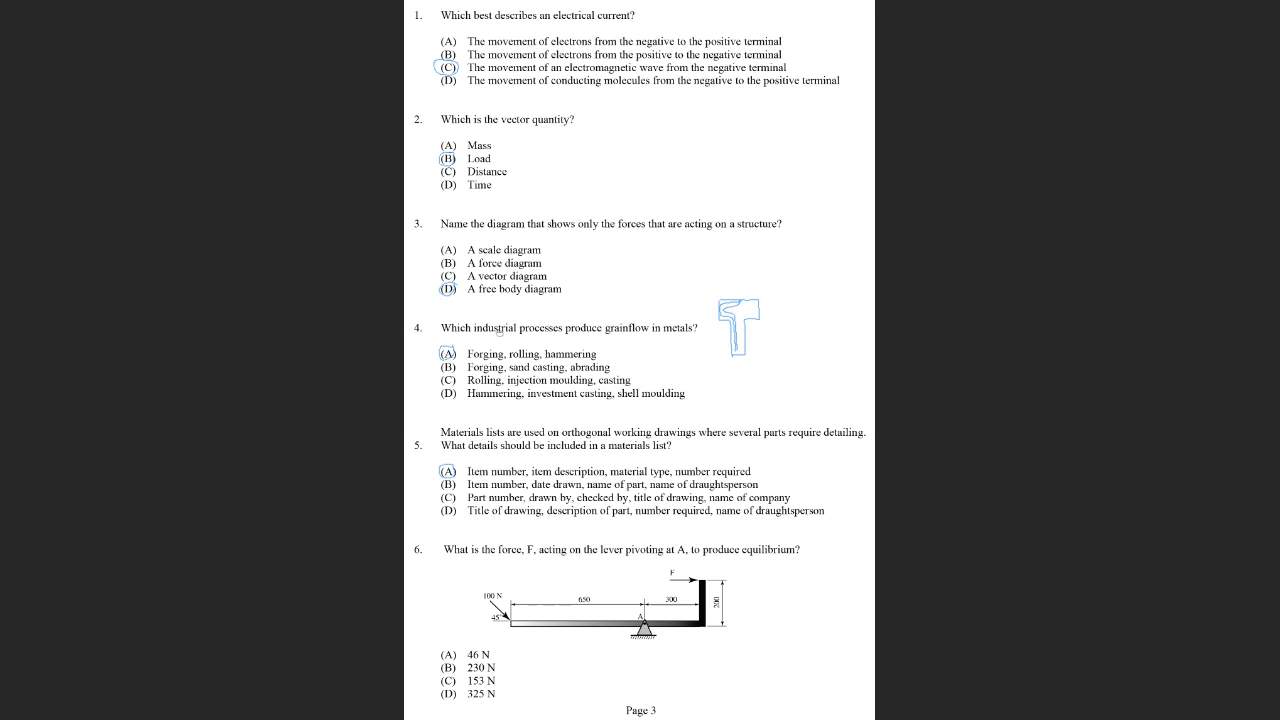 1. Which best describes an electrical current?
(A) The movement of electrons from the negative to the positive terminal
(B) The movement of electrons from the positive to the negative terminal
(C) The movement of an electromagnetic wave from the negative terminal
(D) The movement of conducting molecules from the negative to the positive terminal
2. Which is the vector quantity?
(A) Mass
(B) Load
(C) Distance
(D) Time
3. Name the diagram that shows only the forces that are acting on a structure?
(A) A scale diagram
(B) A force diagram
(C) A vector diagram
(D) A free body diagram
4. Which industrial processes produce grainflow in metals?
(A) Forging, rolling, hammering
(B) Forging, sand casting, abrading
(C) Rolling, injection moulding, casting
(D) Hammering, investment casting, shell moulding
Materials lists are used on orthogonal working drawings where several parts require detailing.
5. What details should be included in a materials list?
(A) Item number, item description, material type, number required
(B) Item number, date drawn, name of part, name of draughtsperson
(C) Part number, drawn by, checked by, title of drawing, name of company
(D) Title of drawing, description of part, number required, name of draughtsperson
6. What is the force, F, acting on the lever pivoting at A, to produce equilibrium?
F
100 N
650
300
200
45°
A
(A) 46 N
(B) 230 N
(C) 153 N
(D) 325 N
Page 3